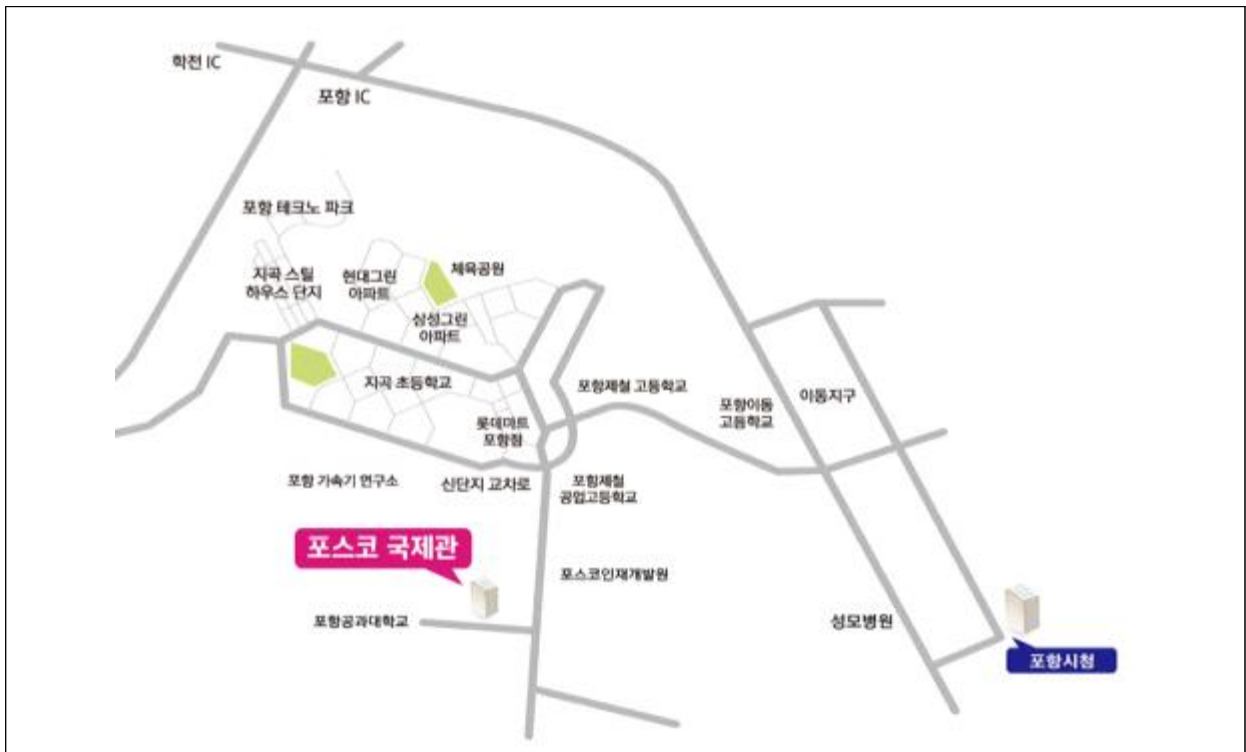 학전 IC
포항 IC
포항 테크노 파크
지곡 스틸
하우스 단지
현대그린
아파트
체육공원
삼성그린
아파트
지곡 초등학교
포항제철 고등학교
롯데마트
포항점
포항이동
고등학교
이동지구
포항 가속기 연구소
신단지 교차로
포항제철
공업고등학교
포스코 국제관
포스코인재개발원
포항공과대학교
성모병원
포항시청